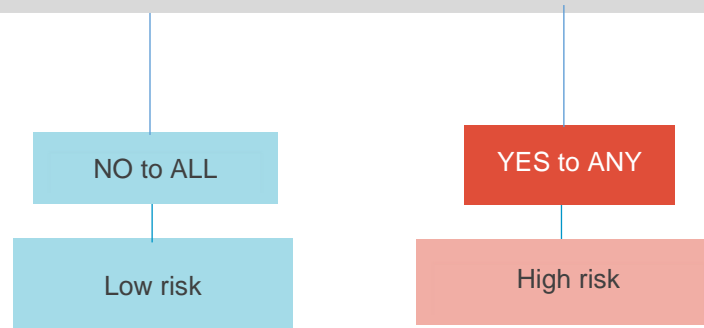 NO to ALL
YES to ANY
Low risk
High risk